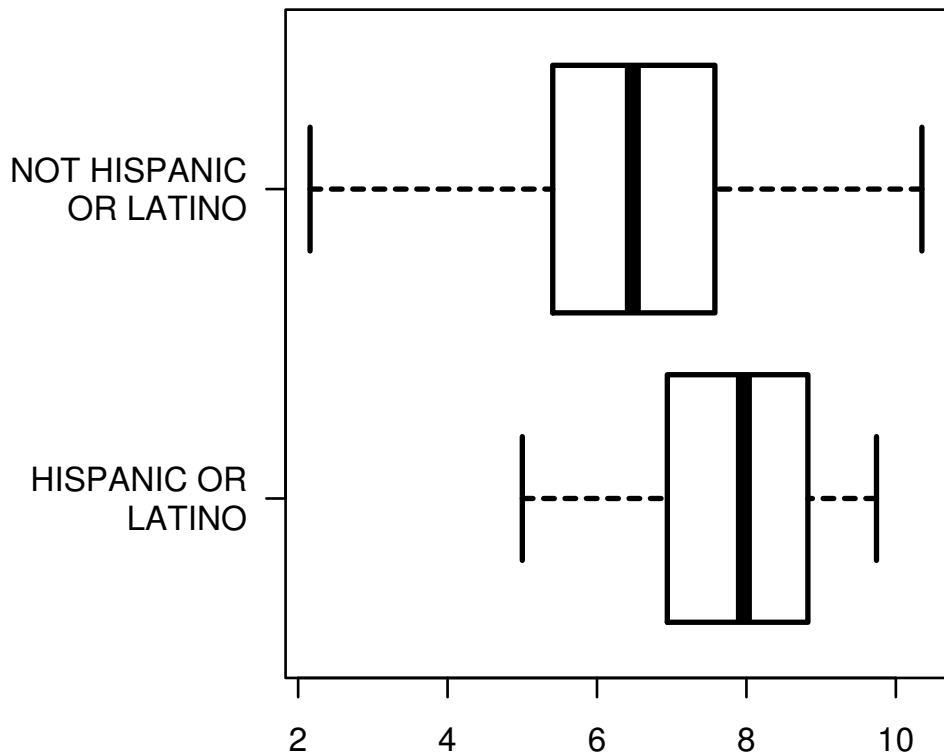 NOT HISPANIC
OR LATINO
HISPANIC OR
LATINO
2 4 6 8 10